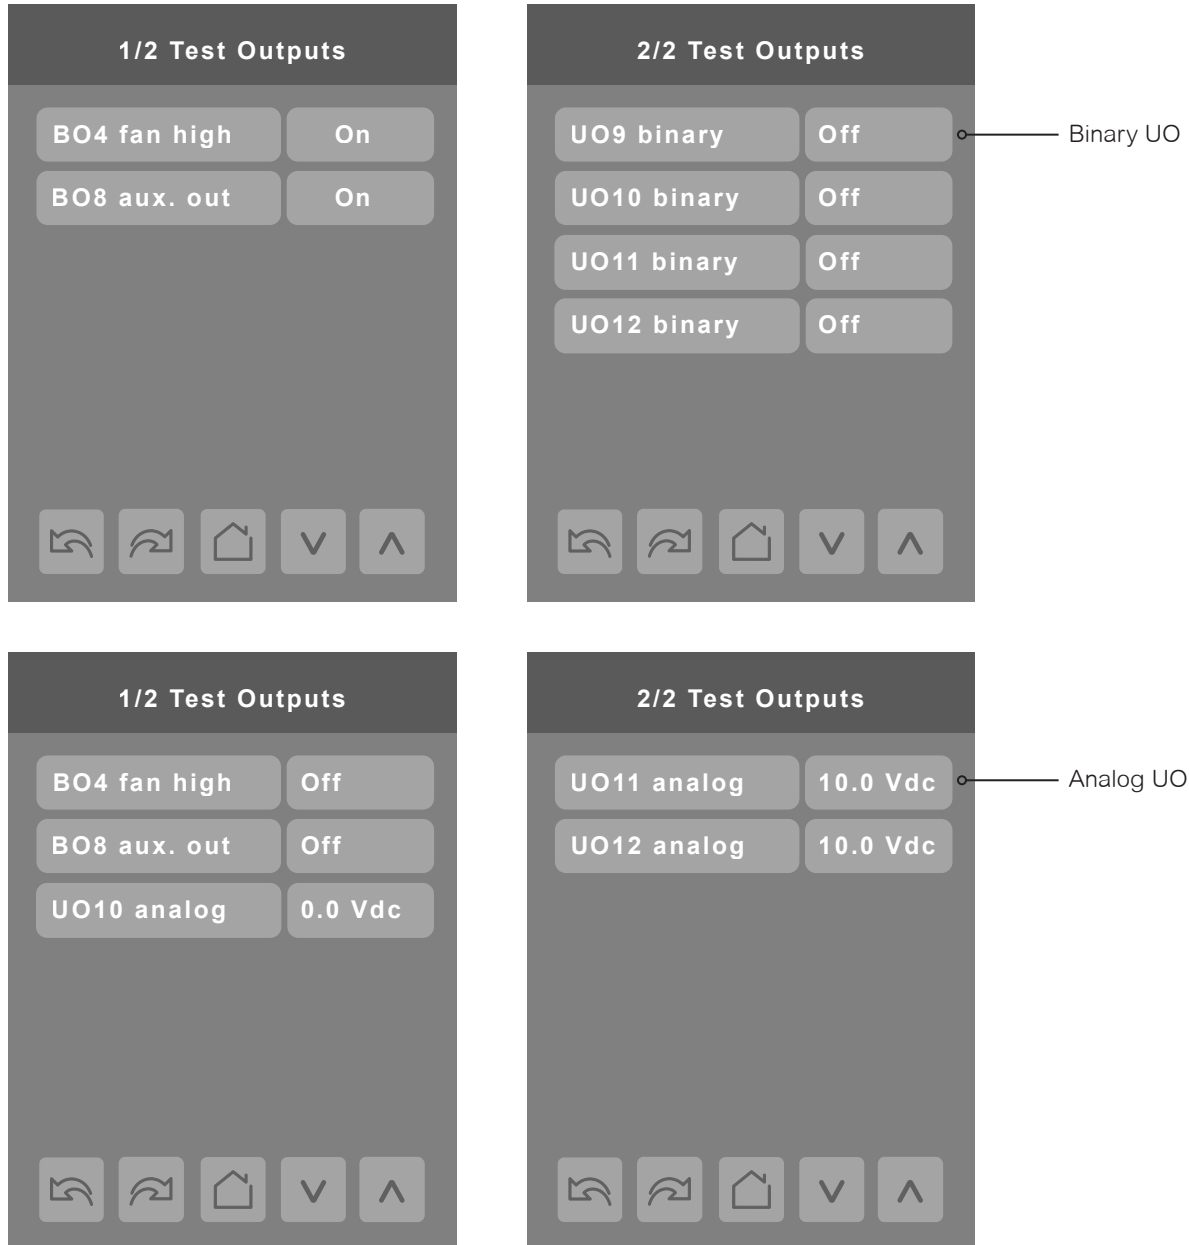 1/2 Test Outputs
BO4 fan high On
BO8 aux. out On
2/2 Test Outputs
UO9 binary Off
UO10 binary Off
UO11 binary Off
UO12 binary Off
Binary UO
1/2 Test Outputs
BO4 fan high Off
BO8 aux. out Off
UO10 analog 0.0 Vdc
2/2 Test Outputs
UO11 analog 10.0 Vdc
UO12 analog 10.0 Vdc
Analog UO